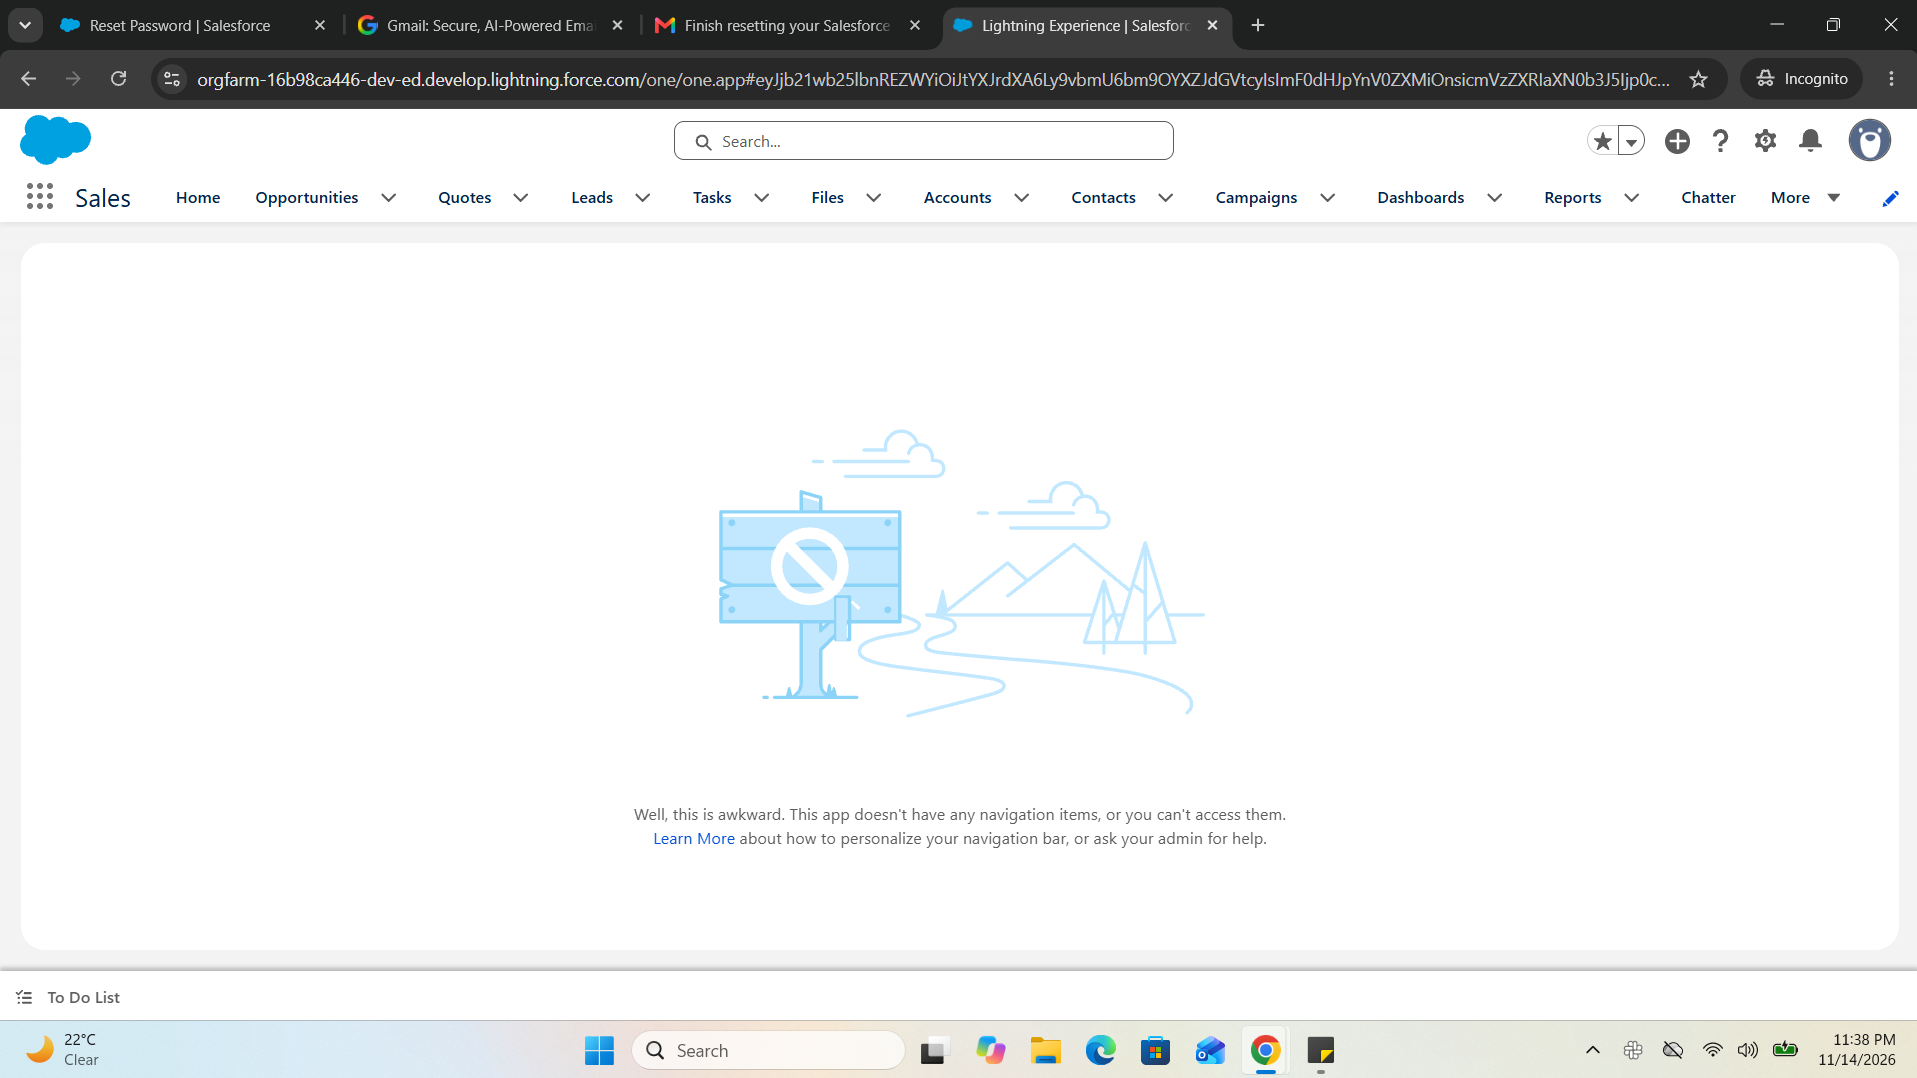 Reset Password | Salesforce
Gmail: Secure, AI-Powered Emai
Finish resetting your Salesforce
Lightning Experience | Salesforc
orgfarm-16b98ca446-dev-ed.develop.lightning.force.com/one/one.app#eyJjb21wb25lbnREZWYiOiJtYXJrdXA6Ly9vbmU6bm9OYXZJdGVtcyIsImF0dHJpYnV0ZXMiOnsicmVzZXRIaXN0b3J5Ijp0c...
Incognito
Search...
Sales
Home
Opportunities
Quotes
Leads
Tasks
Files
Accounts
Contacts
Campaigns
Dashboards
Reports
Chatter
More
Well, this is awkward. This app doesn't have any navigation items, or you can't access them.
Learn More about how to personalize your navigation bar, or ask your admin for help.
To Do List
22°C
Clear
Search
11:38 PM
11/14/2026